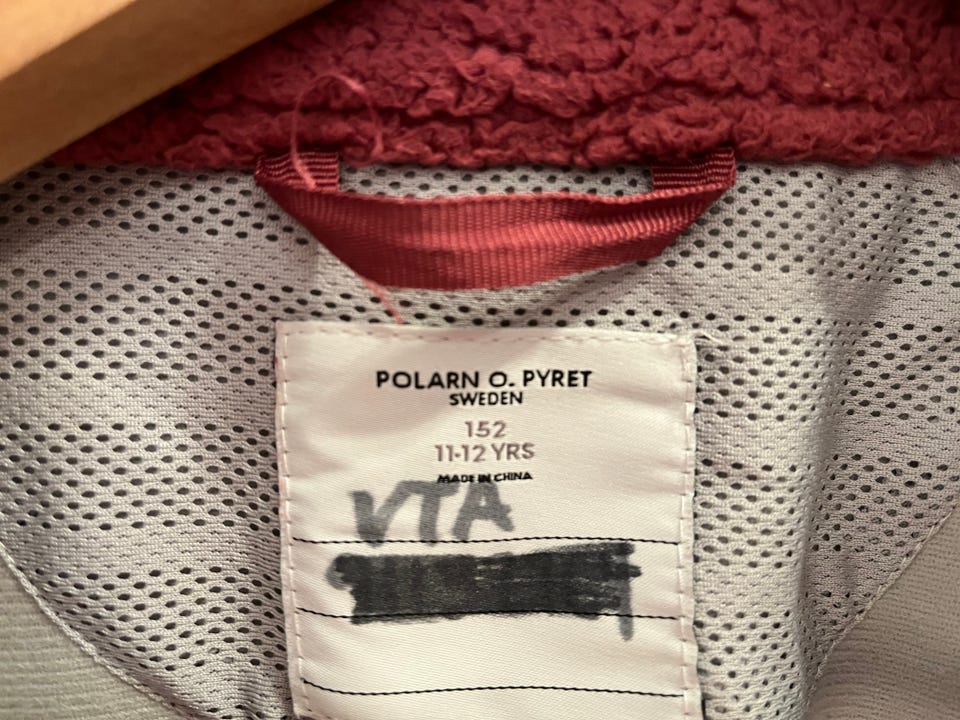 POLARN O. PYRET
SWEDEN
152
11-12 YRS
MADE IN CHINA
VTA